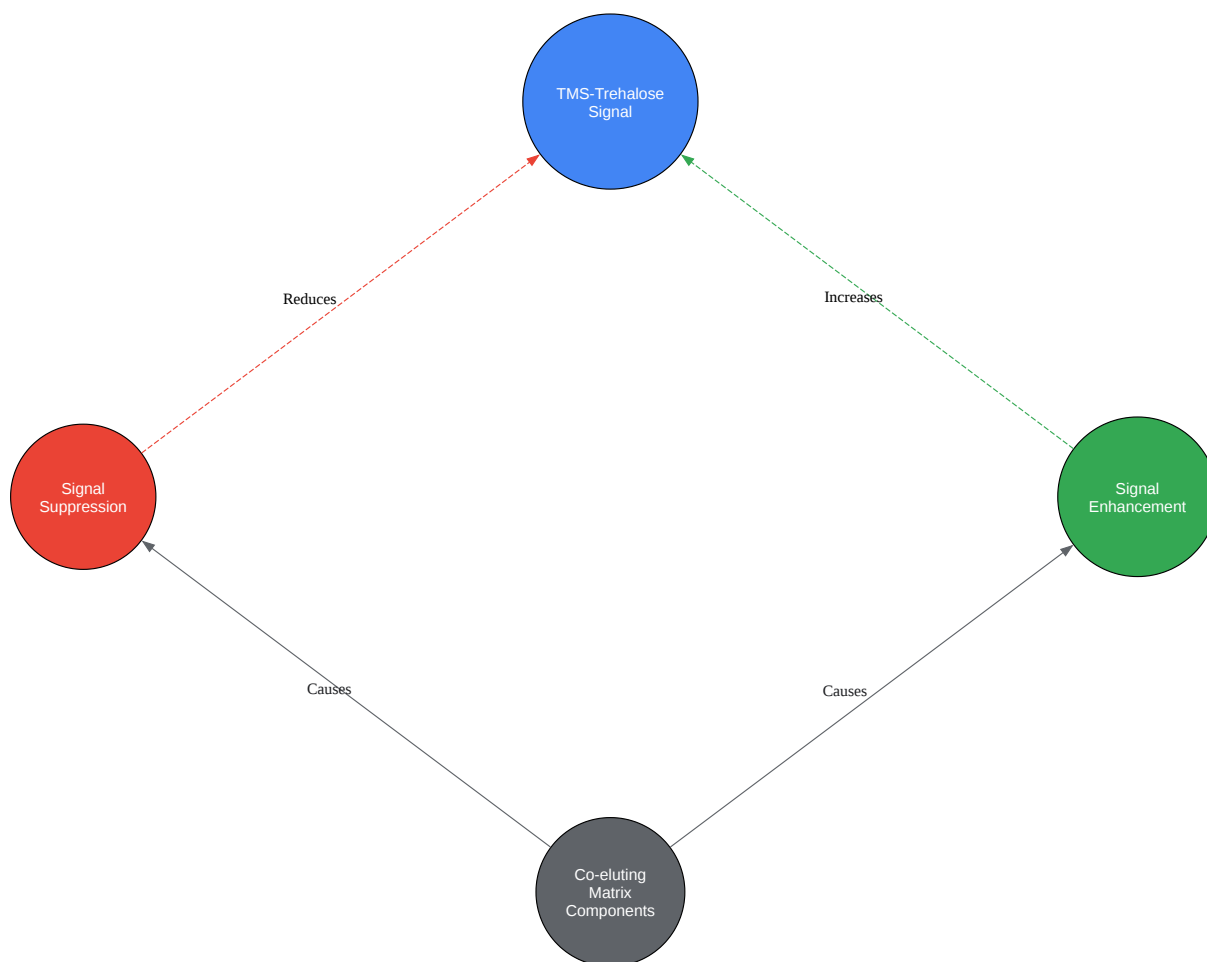 TMS-Trehalose
Signal
Reduces
Increases
Signal
Suppression
Signal
Enhancement
Causes
Causes
Co-eluting
Matrix
Components